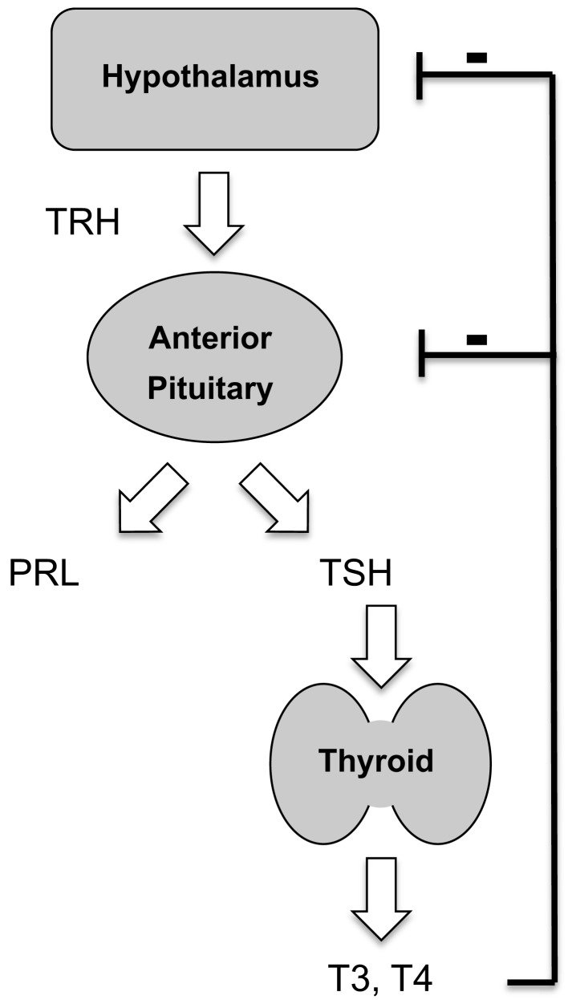 Hypothalamus
TRH
Anterior
Pituitary
PRL
TSH
Thyroid
T3, T4